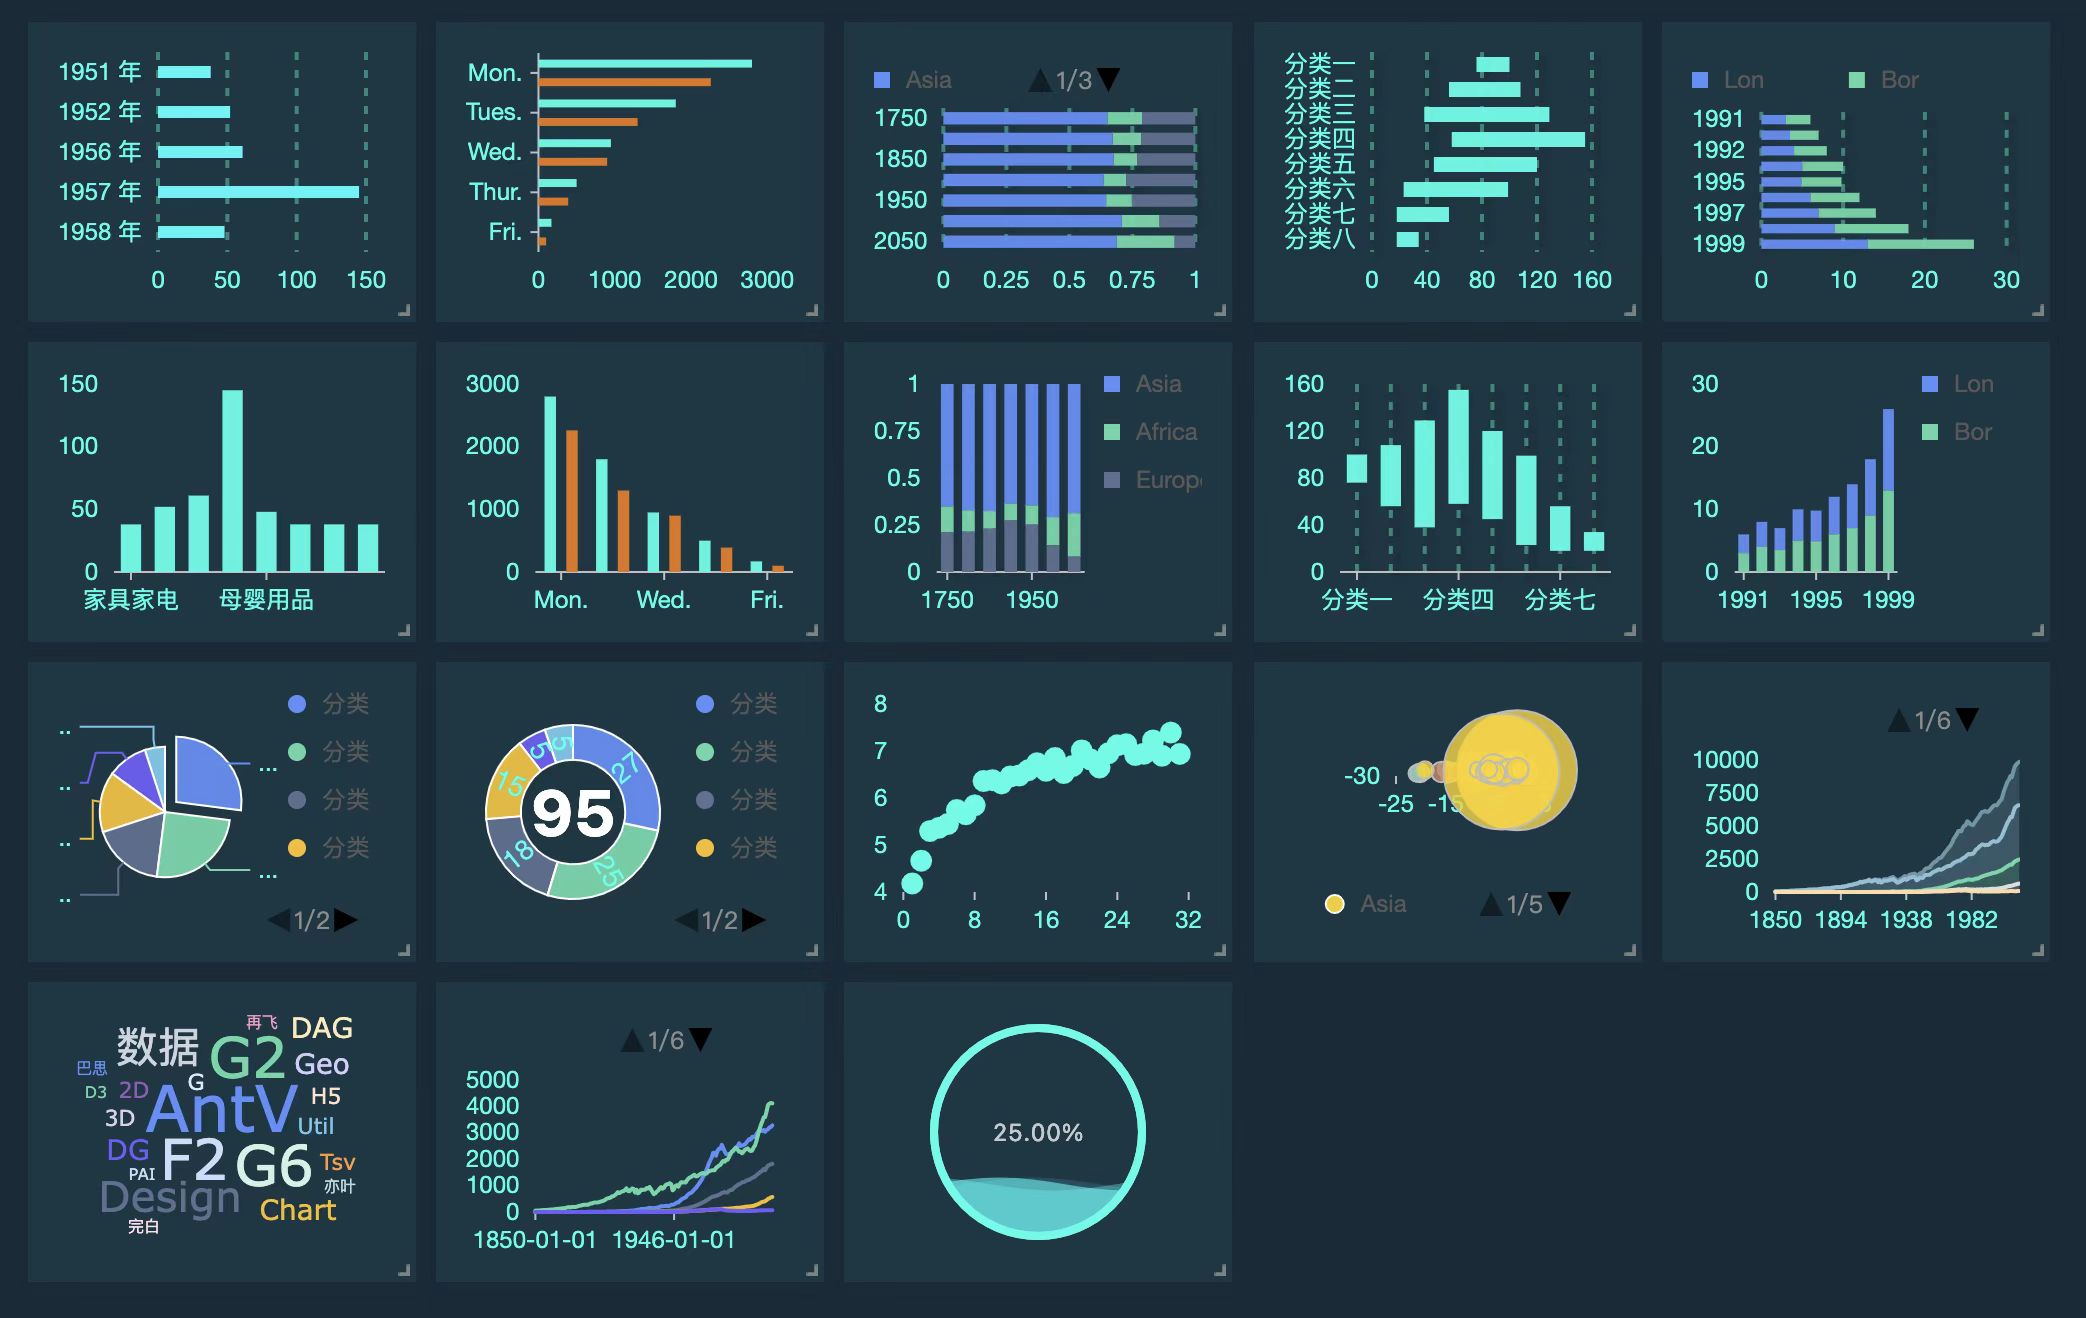 1951 年
1952 年
1956 年
1957 年
1958 年
0 50 100 150
Mon.
Tues.
Wed.
Thur.
Fri.
0 1000 2000 3000
Asia 1/3
1750
1850
1950
2050
0 0.25 0.5 0.75 1
分类一
分类二
分类三
分类四
分类五
分类六
分类七
分类八
0 40 80 120 160
Lon Bor
1991
1992
1995
1997
1999
0 10 20 30
150
100
50
0
家具家电 母婴用品
3000
2000
1000
0
Mon. Wed. Fri.
1
0.75
0.5
0.25
0
1750 1950
Asia
Africa
Europ
160
120
80
40
0
分类一 分类四 分类七
30
20
10
0
1991 1995 1999
Lon
Bor
..
..
..
..
...
...
分类
分类
分类
分类
1/2
27
25
18
15
5
5
95
分类
分类
分类
分类
1/2
8
7
6
5
4
0 8 16 24 32
-30
-25 -15
Asia 1/5
1/6
10000
7500
5000
2500
0
1850 1894 1938 1982
再飞 DAG
数据 G2 Geo
巴思 G
D3 2D AntV H5
3D Util
DG F2 G6 Tsv
PAI 亦叶
Design Chart
完白
1/6
5000
4000
3000
2000
1000
0
1850-01-01 1946-01-01
25.00%